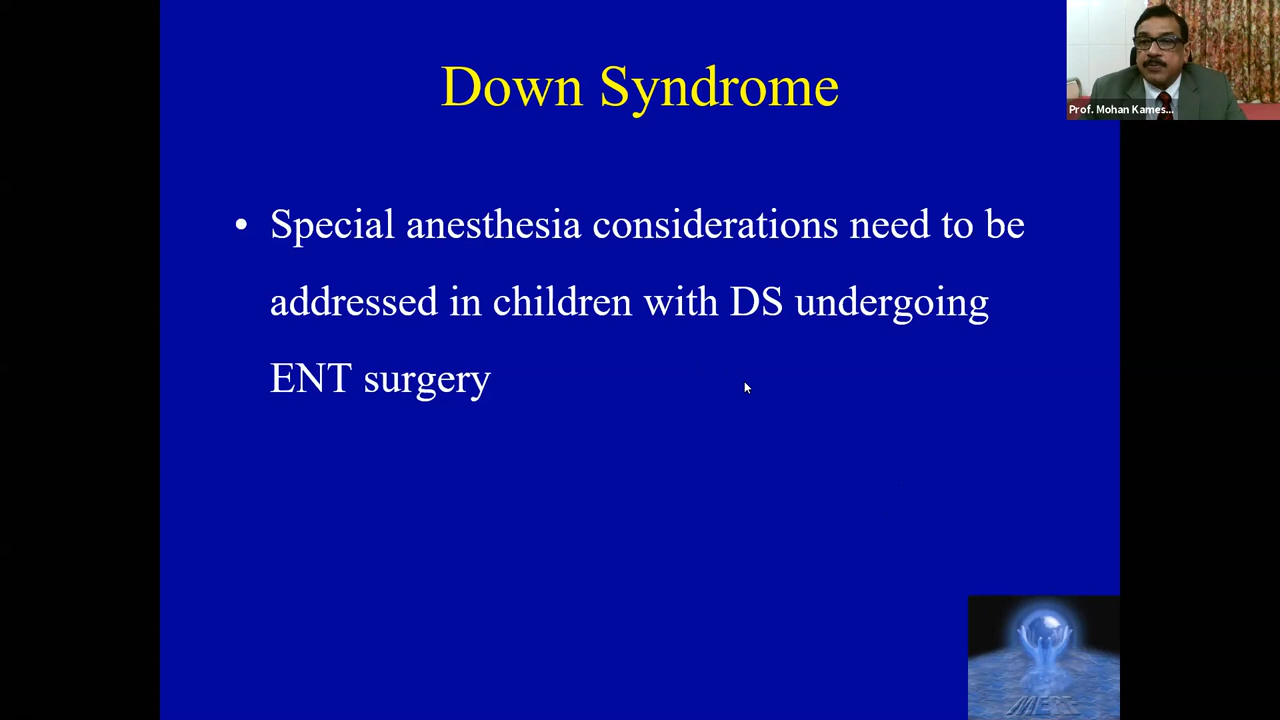 Down Syndrome
Prof. Mohan Kames...
• Special anesthesia considerations need to be
addressed in children with DS undergoing
ENT surgery